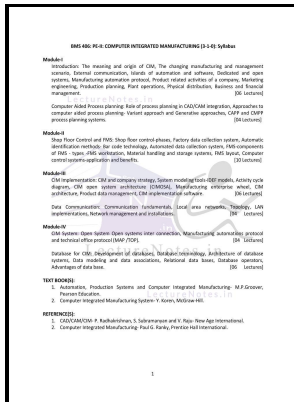 BMS 406: PE-II: COMPUTER INTEGRATED MANUFACTURING (3-1-0): Syllabus
Module-I
Introduction: The meaning and origin of CIM, The changing manufacturing and management
scenario, External communication, Islands of automation and software, Dedicated and open
systems, Manufacturing automation protocol, Product related activities of a company, Marketing
engineering, Production planning, Plant operations, Physical distribution, Business and financial
management. [06 Lectures]
LectureNotes.in
Computer Aided Process planning: Role of process planning in CAD/CAM integration, Approaches to
computer aided process planning- Variant approach and Generative approaches, CAPP and CMPP
process planning systems. [04 Lectures]
Module-II
Shop Floor Control and FMS: Shop floor control-phases, Factory data collection system, Automatic
identification methods- Bar code technology, Automated data collection system, FMS-components
of FMS - types, -FMS workstation, Material handling and storage systems, FMS layout, Computer
control systems-application and benefits. [10 Lectures]
Module-III
CIM Implementation: CIM and company strategy, System modeling tools-IDEF models, Activity cycle
diagram, CIM open system architecture (CIMOSA), Manufacturing enterprise wheel, CIM
architecture, Product data management, CIM implementation software. [06 Lectures]
Data Communication: Communication fundamentals, Local area networks, Topology, LAN
implementations, Network management and installations. [04 Lectures]
Module-IV
CIM System: Open System- Open systems inter connection, Manufacturing automations protocol
and technical office protocol (MAP /TOP). [04 Lectures]
LectureNotes.in
Database for CIM: Development of databases, Database terminology, Architecture of database
systems, Data modeling and data associations, Relational data bases, Database operators,
Advantages of data base. [06 Lectures]
TEXT BOOK(S):
1. Automation, Production Systems and Computer Integrated Manufacturing- M.P.Groover,
Pearson Education.
LectureNotes.in
2. Computer Integrated Manufacturing System- Y. Koren, McGraw-Hill.
REFERENCE(S):
1. CAD/CAM/CIM- P. Radhakrishnan, S. Subramanyan and V. Raju- New Age International.
2. Computer Integrated Manufacturing- Paul G. Ranky, Prentice Hall International.
1